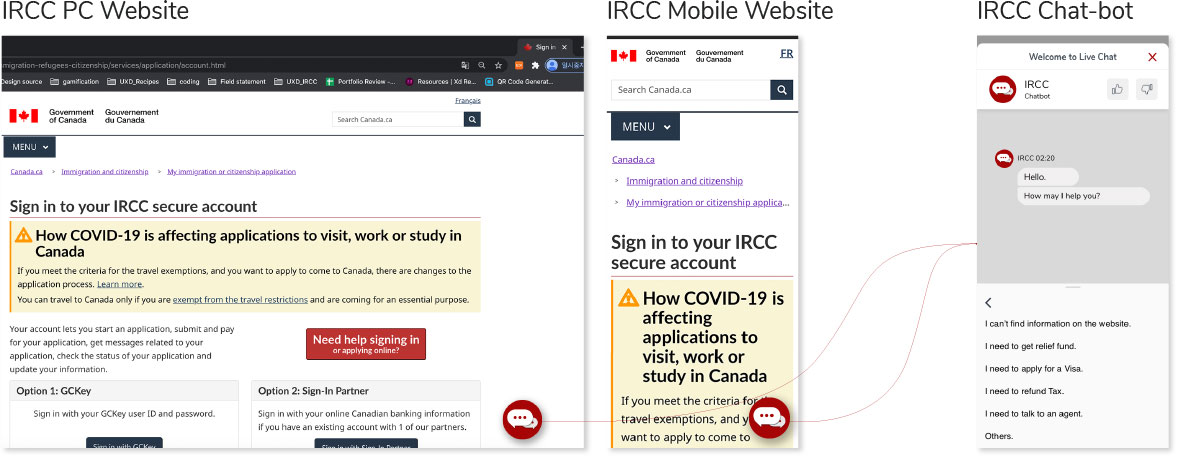 IRCC PC Website
Sign in
migration-refugees-citizenship/services/application/account.html
일시중지
Design source
gamification
UXD_Recipes
coding
Field statement
UXD_IRCC
Portfolio Review -...
Resources | Xd Re...
QR Code Generat...
Français
Government of Canada
Gouvernement du Canada
Search Canada.ca
MENU
Canada.ca > Immigration and citizenship > My immigration or citizenship application
Sign in to your IRCC secure account
How COVID-19 is affecting applications to visit, work or study in
Canada
If you meet the criteria for the travel exemptions, and you want to apply to come to Canada, there are changes to the
application process. Learn more.
You can travel to Canada only if you are exempt from the travel restrictions and are coming for an essential purpose.
Your account lets you start an application, submit and pay
for your application, get messages related to your
application, check the status of your application and
update your information.
Need help signing in
or applying online?
Option 1: GCKey
Sign in with your GCKey user ID and password.
Sign in with GCKey
Option 2: Sign-In Partner
Sign in with your online Canadian banking information
if you have an existing account with 1 of our partners.
Sign in with Sign-In Partner
IRCC Mobile Website
Government
of Canada
Gouvernement
du Canada
FR
Search Canada.ca
MENU
Canada.ca
> Immigration and citizenship
> My immigration or citizenship applica...
Sign in to your IRCC
secure account
How COVID-19 is
affecting
applications to
visit, work or
study in Canada
If you meet the criteria for the
travel exemptions, and you
want to apply to come to
IRCC Chat-bot
Welcome to Live Chat
IRCC
Chatbot
IRCC 02:20
Hello.
How may I help you?
I can't find information on the website.
I need to get relief fund.
I need to apply for a Visa.
I need to refund Tax.
I need to talk to an agent.
Others.